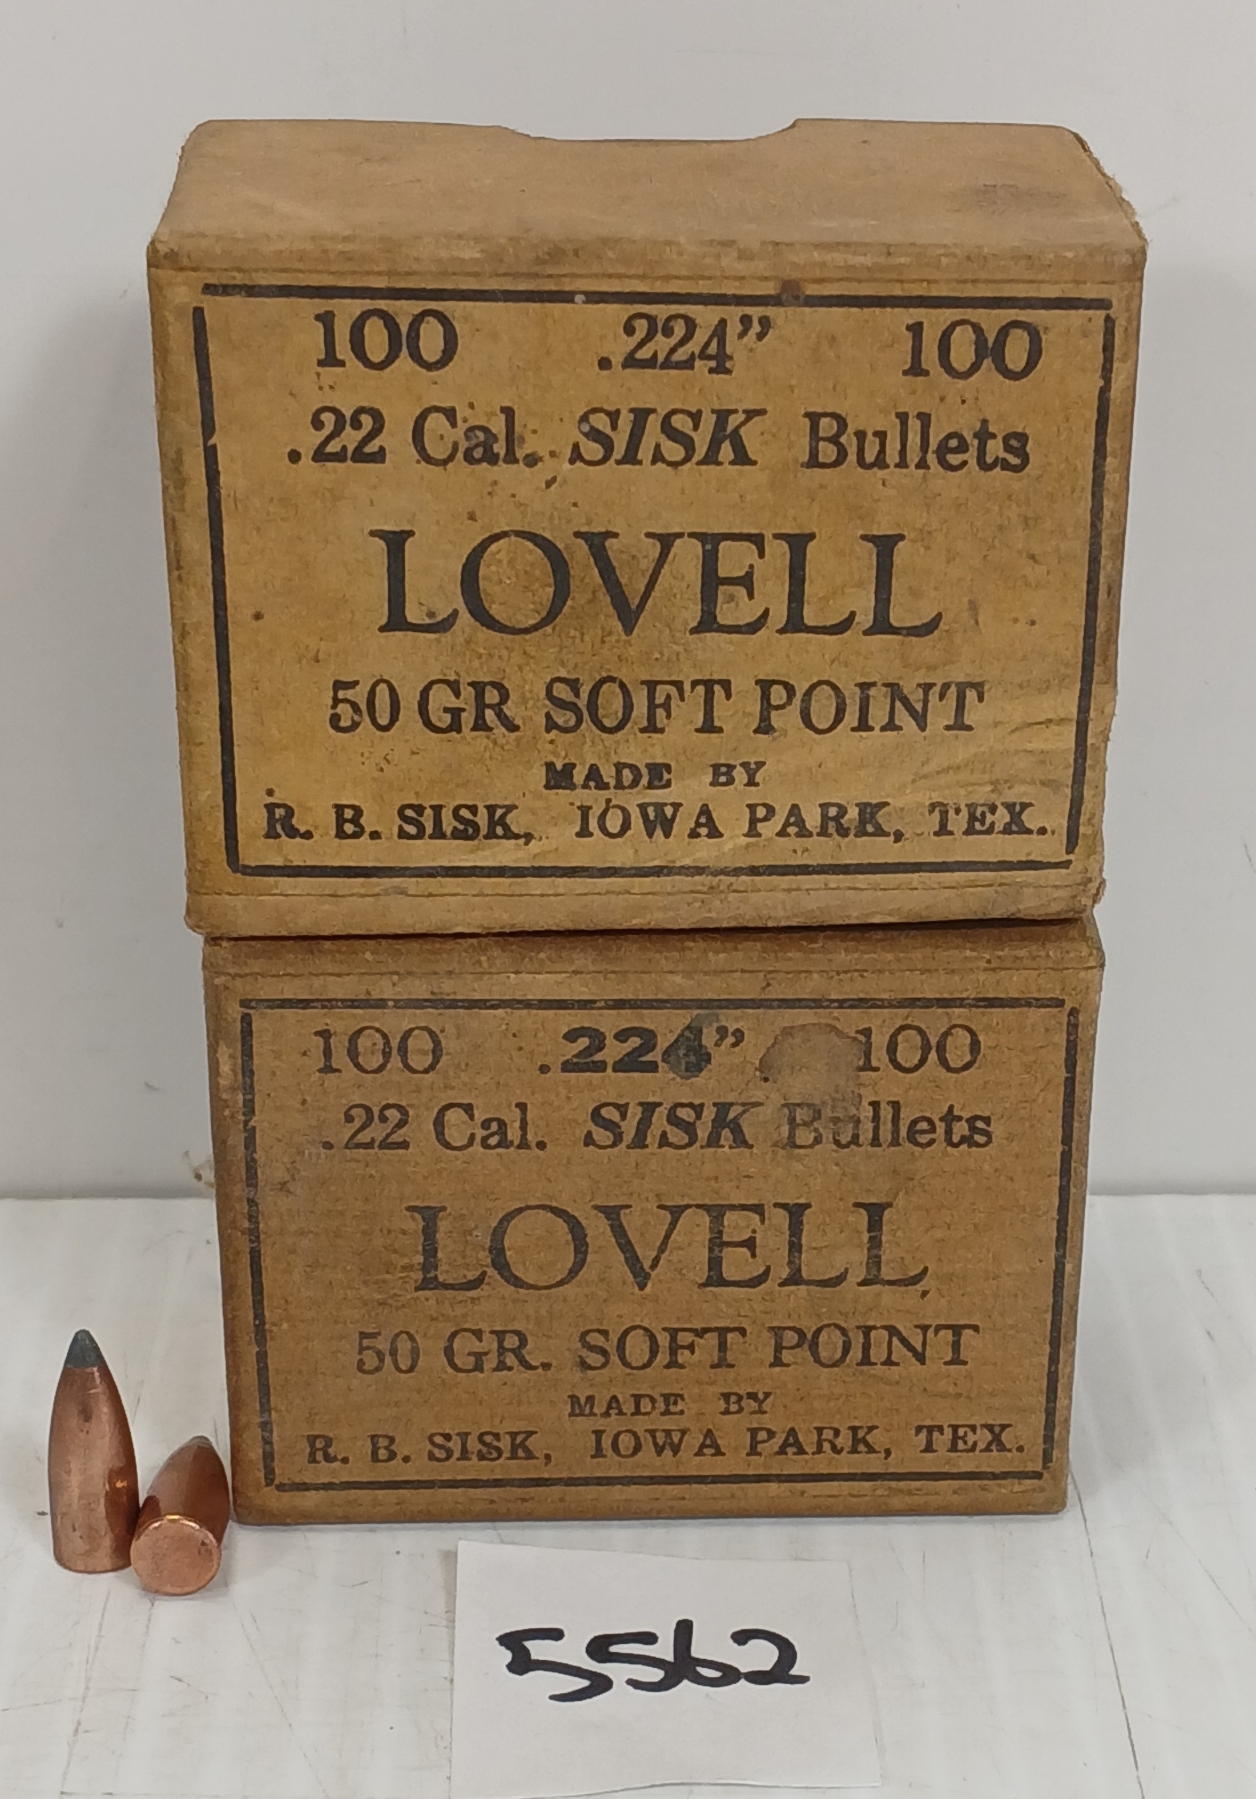 100 .224” 100
.22 Cal. SISK Bullets
LOVELL
50 GR SOFT POINT
MADE BY
R. B. SISK, IOWA PARK, TEX.
100 .224” 100
.22 Cal. SISK Bullets
LOVELL
50 GR. SOFT POINT
MADE BY
R. B. SISK, IOWA PARK, TEX.
5562